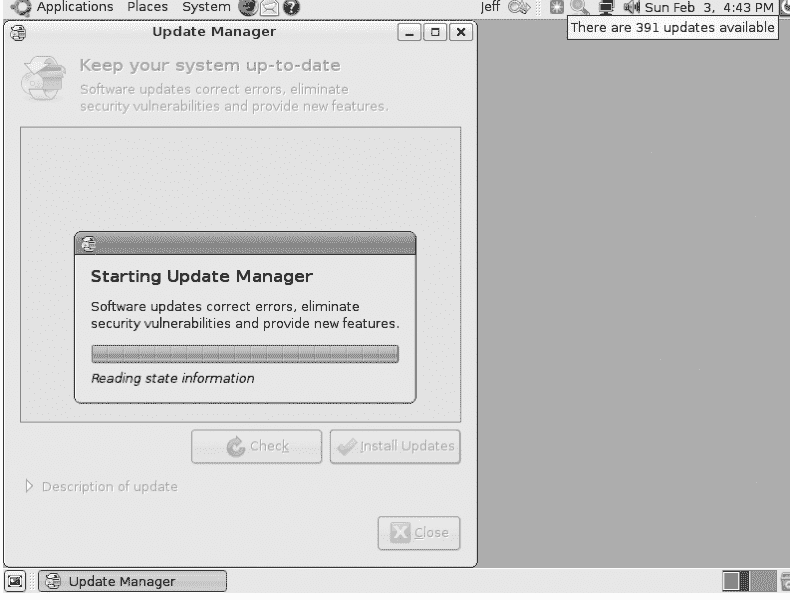 Applications Places System Jeff Sun Feb 3, 4:43 PM
There are 391 updates available
Update Manager
Keep your system up-to-date
Software updates correct errors, eliminate
security vulnerabilities and provide new features.
Starting Update Manager
Software updates correct errors, eliminate
security vulnerabilities and provide new features.
Reading state information
Check Install Updates
Description of update
Close
Update Manager